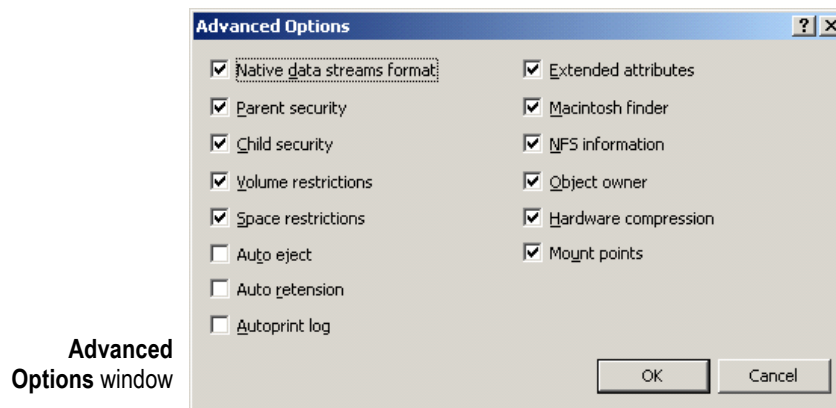 Advanced Options
Native data streams format
Parent security
Child security
Volume restrictions
Space restrictions
Auto eject
Auto retension
Autoprint log
Extended attributes
Macintosh finder
NFS information
Object owner
Hardware compression
Mount points
OK
Cancel
Advanced
Options window